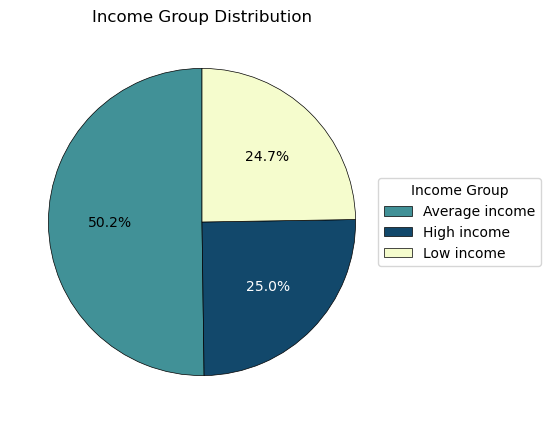 Income Group Distribution
24.7%
50.2%
25.0%
Income Group
Average income
High income
Low income